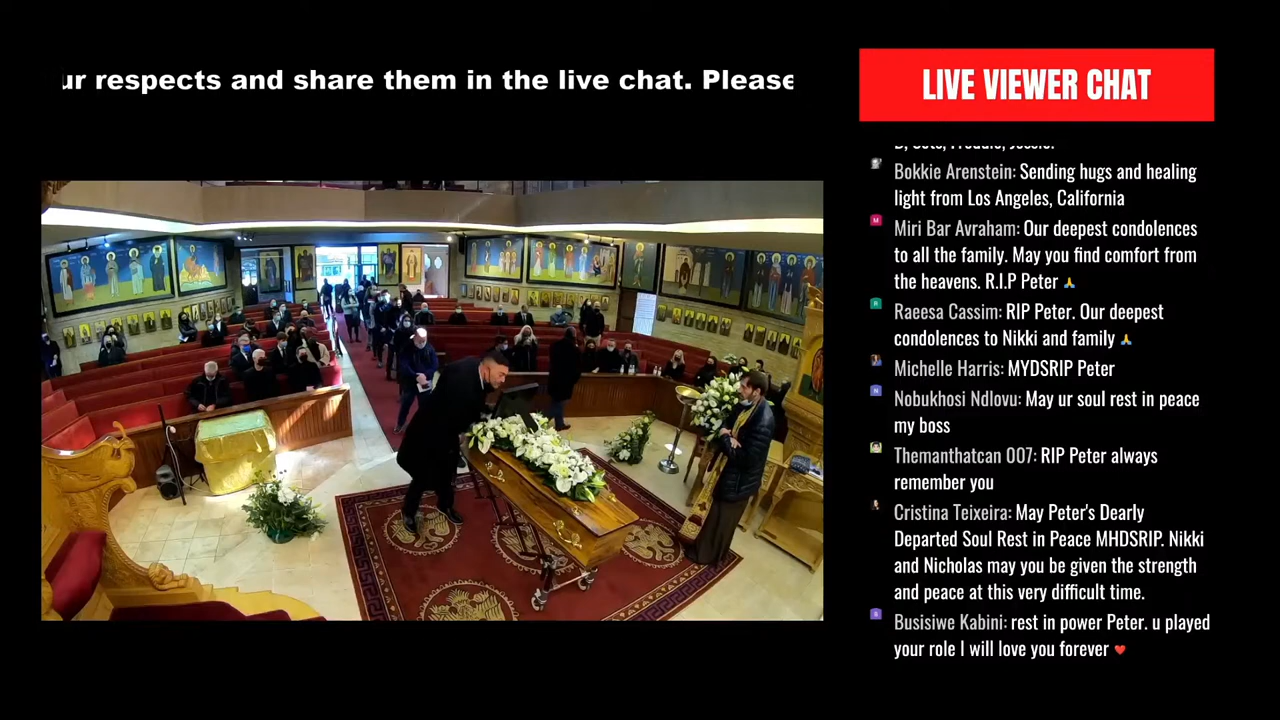 ur respects and share them in the live chat. Please
LIVE VIEWER CHAT
Bokkie Arenstein: Sending hugs and healing
light from Los Angeles, California
Miri Bar Avraham: Our deepest condolences
to all the family. May you find comfort from
the heavens. R.I.P Peter 🙏
Raeesa Cassim: RIP Peter. Our deepest
condolences to Nikki and family 🙏
Michelle Harris: MYDSRIP Peter
Nobukhosi Ndlovu: May ur soul rest in peace
my boss
Themanthatcan 007: RIP Peter always
remember you
Cristina Teixeira: May Peter's Dearly
Departed Soul Rest in Peace MHDSRIP. Nikki
and Nicholas may you be given the strength
and peace at this very difficult time.
Busisiwe Kabini: rest in power Peter. u played
your role I will love you forever ❤️